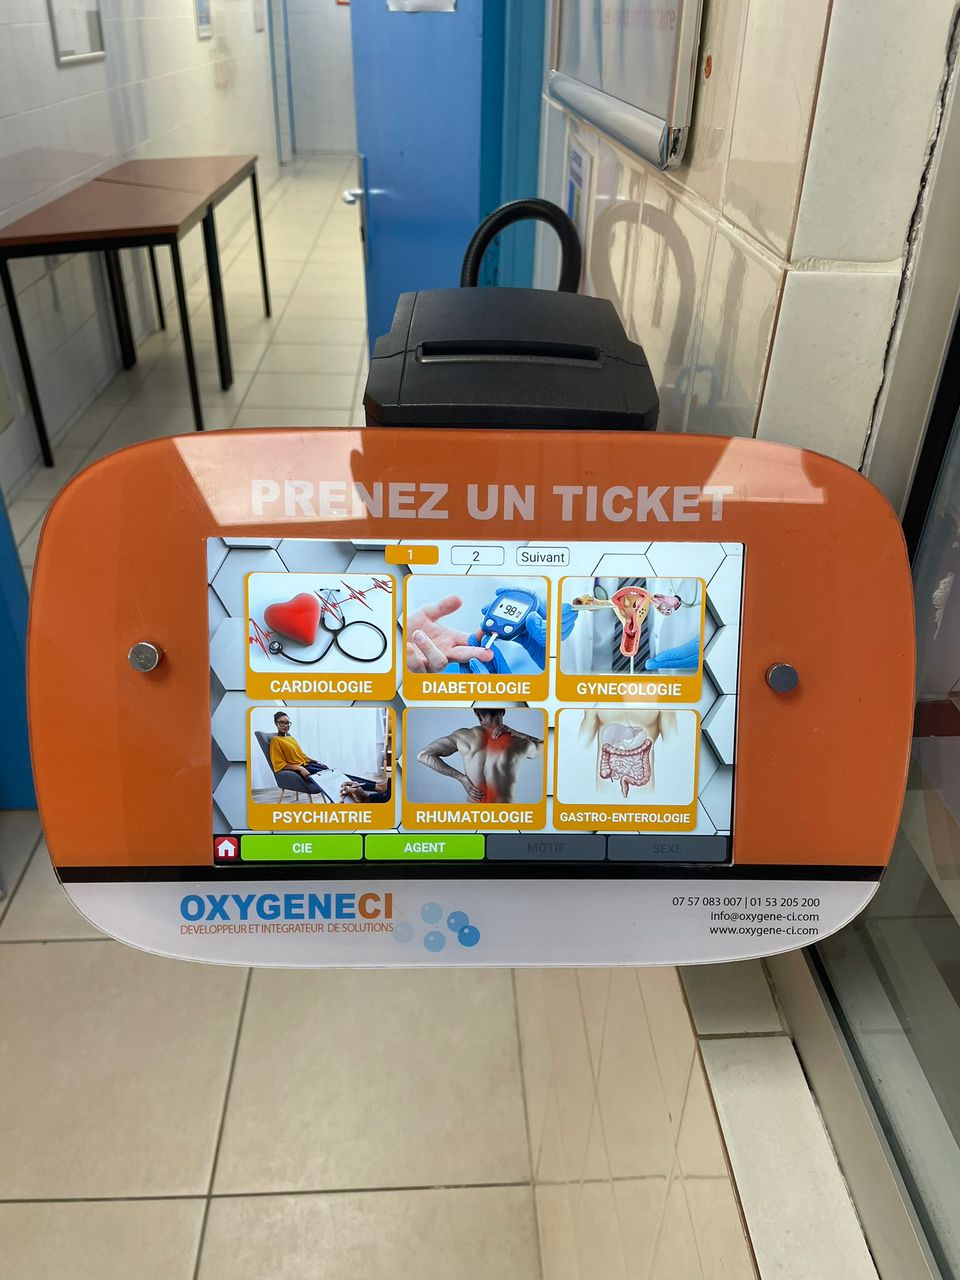 PRENEZ UN TICKET
1 2 Suivant
98
CARDIOLOGIE DIABETOLOGIE GYNECOLOGIE
PSYCHIATRIE RHUMATOLOGIE GASTRO-ENTEROLOGIE
CIE AGENT MOTIF SEXE
OXYGENECI
DEVELOPPEUR ET INTEGRATEUR DE SOLUTIONS
07 57 083 007 | 01 53 205 200
info@oxygene-ci.com
www.oxygene-ci.com